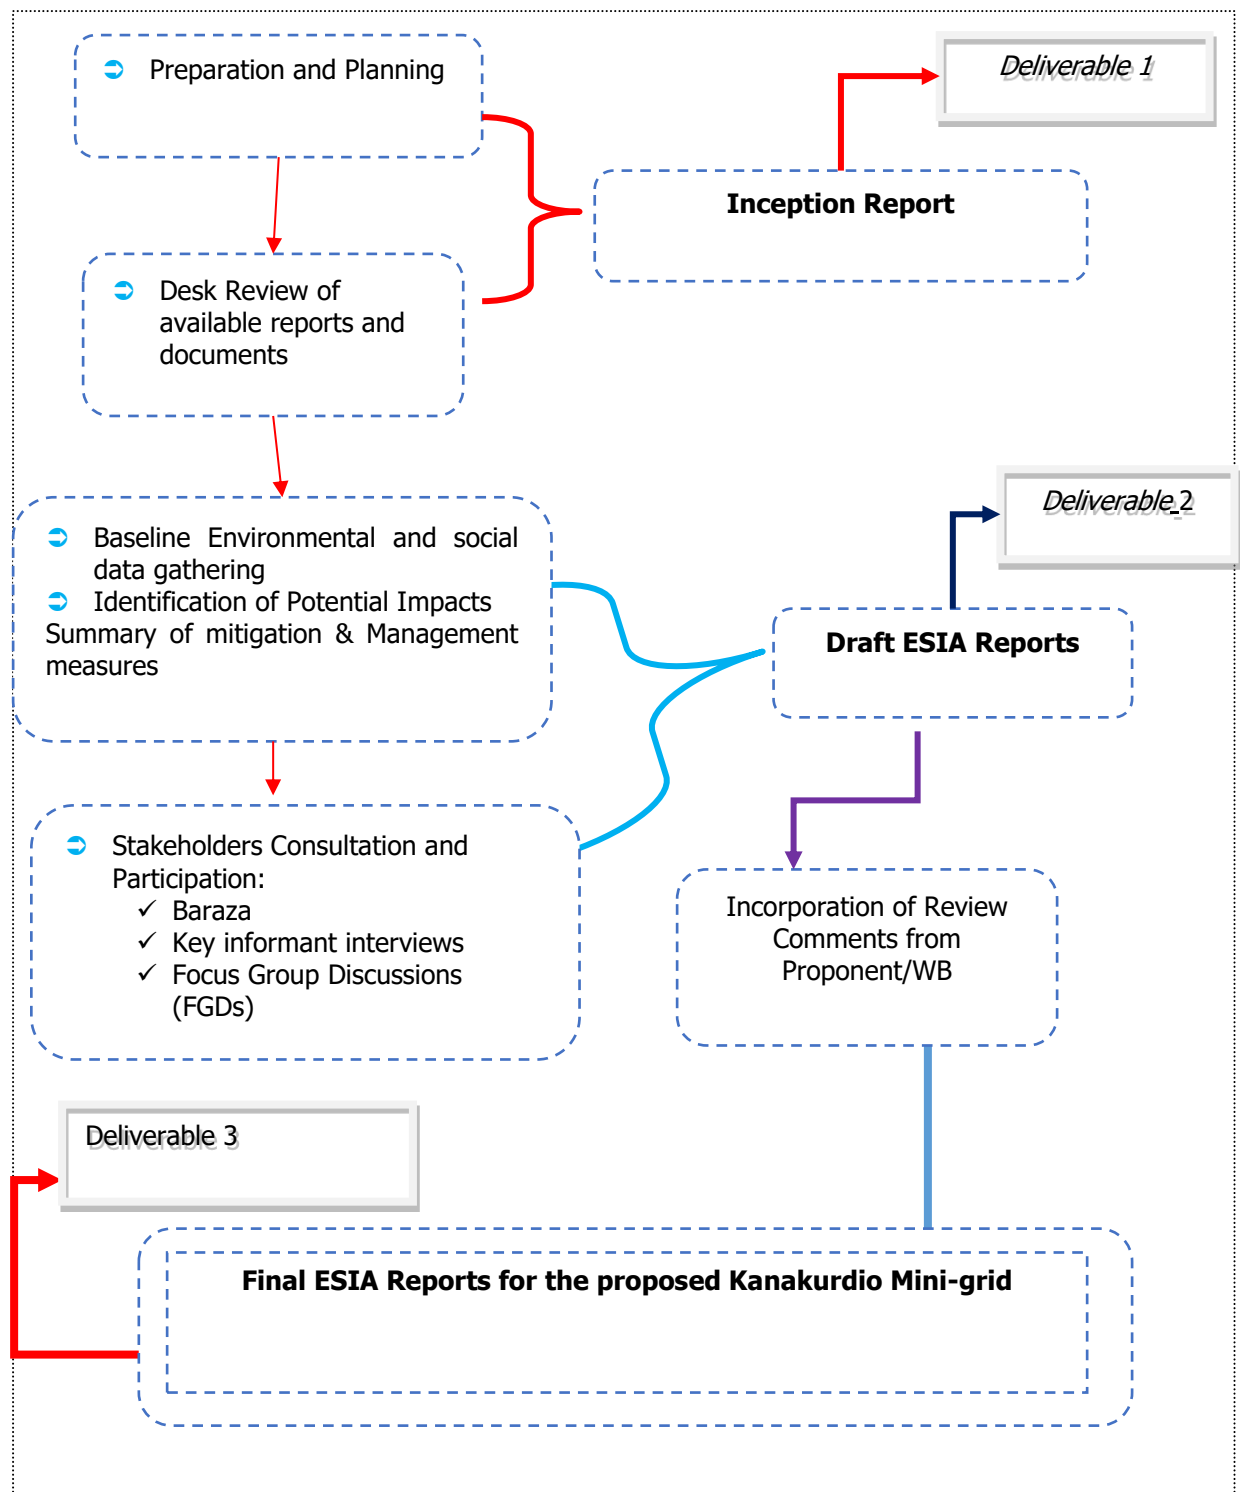 Preparation and Planning
Deliverable 1
Inception Report
Desk Review of
available reports and
documents
Deliverable 2
Baseline Environmental and social
data gathering
Identification of Potential Impacts
Summary of mitigation & Management
measures
Draft ESIA Reports
Stakeholders Consultation and
Participation:
✓ Baraza
✓ Key informant interviews
✓ Focus Group Discussions
(FGDs)
Incorporation of Review
Comments from
Proponent/WB
Deliverable 3
Final ESIA Reports for the proposed Kanakurdio Mini-grid